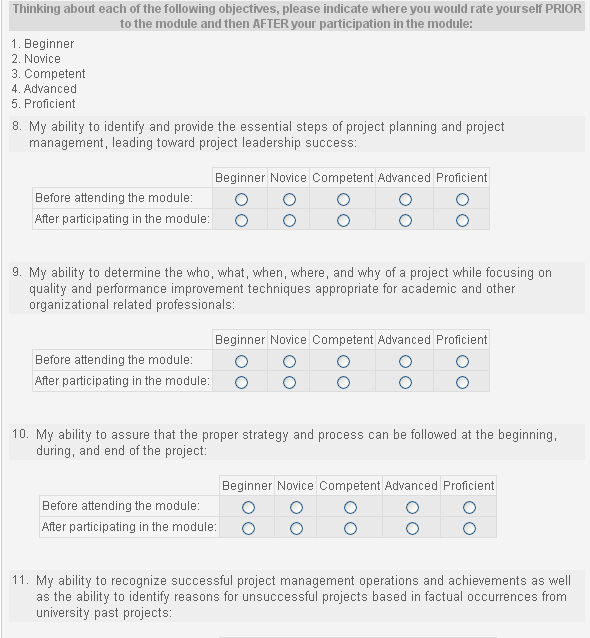 Thinking about each of the following objectives, please indicate where you would rate yourself PRIOR
to the module and then AFTER your participation in the module:
1. Beginner
2. Novice
3. Competent
4. Advanced
5. Proficient
8. My ability to identify and provide the essential steps of project planning and project
management, leading toward project leadership success:
Beginner Novice Competent Advanced Proficient
Before attending the module:
After participating in the module:
9. My ability to determine the who, what, when, where, and why of a project while focusing on
quality and performance improvement techniques appropriate for academic and other
organizational related professionals:
Beginner Novice Competent Advanced Proficient
Before attending the module:
After participating in the module:
10. My ability to assure that the proper strategy and process can be followed at the beginning,
during, and end of the project:
Beginner Novice Competent Advanced Proficient
Before attending the module:
After participating in the module:
11. My ability to recognize successful project management operations and achievements as well
as the ability to identify reasons for unsuccessful projects based in factual occurrences from
university past projects: